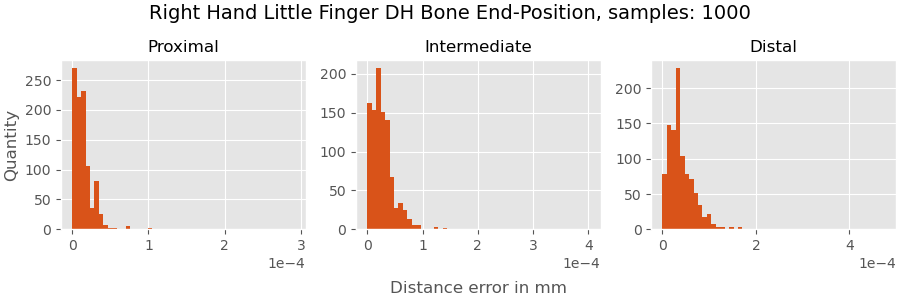 Right Hand Little Finger DH Bone End-Position, samples: 1000
Proximal Intermediate Distal
Quantity
250
200
150
100
50
0
0 1 2 3
1e−4
200
150
100
50
0
0 1 2 3 4
1e−4
200
150
100
50
0
0 2 4
1e−4
Distance error in mm